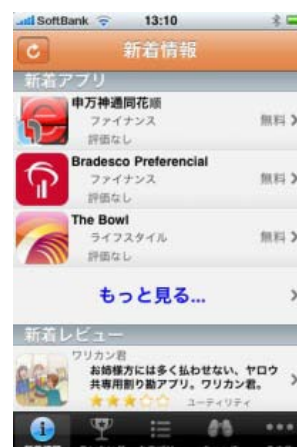 SoftBank 13:10
新着情報
新着アプリ
申万神通同花顺
ファイナンス 無料
評価なし
Bradesco Preferencial
ファイナンス 無料
評価なし
The Bowl
ライフスタイル 無料
評価なし
もっと見る...
新着レビュー
ワリカン君
お姉様方には多く払わせない、ヤロウ
共専用割り勘アプリ。ワリカン君。
ユーティリティ